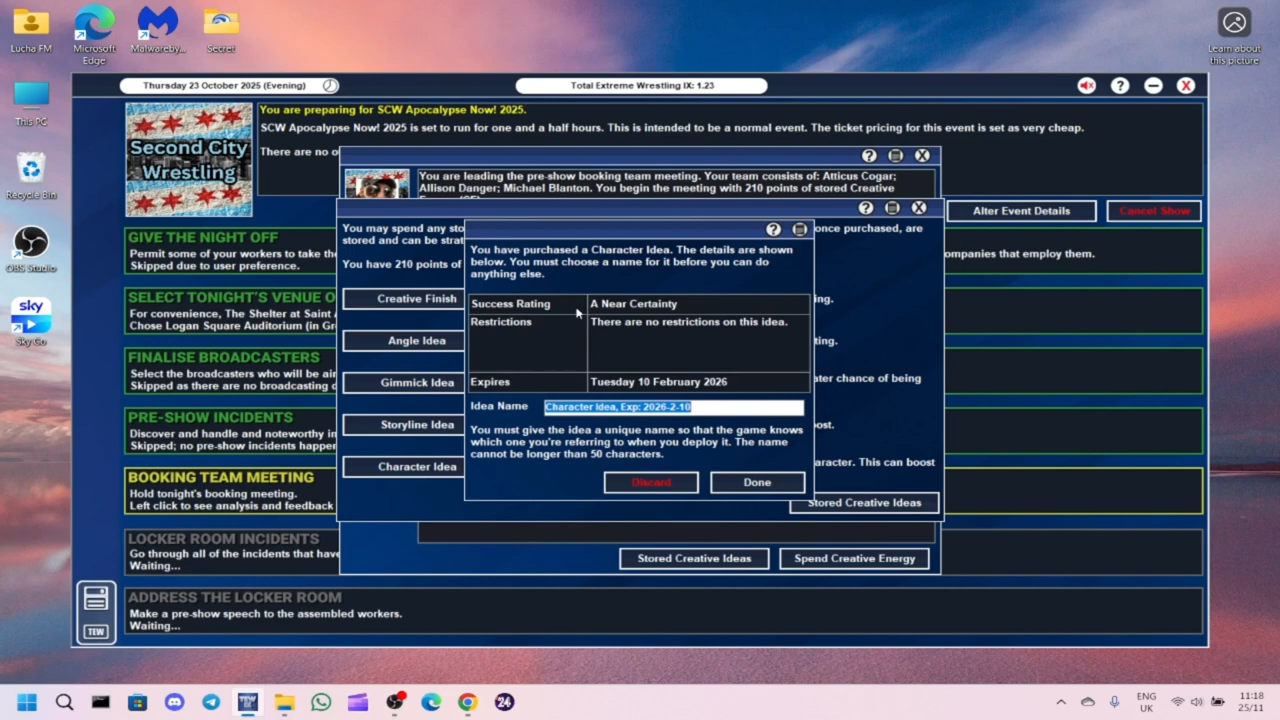 Lucha FM
Microsoft
Edge
Malwareby...
Secret
Learn about
this picture
This PC
Recycle Bin
OBS Studio
sky
Sky Go
Thursday 23 October 2025 (Evening)
Total Extreme Wrestling IX: 1.23
?
X
Second City
Wrestling
You are preparing for SCW Apocalypse Now! 2025.
SCW Apocalypse Now! 2025 is set to run for one and a half hours. This is intended to be a normal event. The ticket pricing for this event is set as very cheap.
There are no o
? X
You are leading the pre-show booking team meeting. Your team consists of: Atticus Cogar;
Allison Danger; Michael Blanton. You begin the meeting with 210 points of stored Creative
Alter Event Details
Cancel Show
? X
You may spend any sto
once purchased, are
stored and can be strat
You have 210 points of
Creative Finish
ing.
Angle Idea
ting.
Gimmick Idea
ater chance of being
Storyline Idea
ost.
Character Idea
aracter. This can boost
Stored Creative Ideas
?
You have purchased a Character Idea. The details are shown
below. You must choose a name for it before you can do
anything else.
Success Rating
A Near Certainty
Restrictions
There are no restrictions on this idea.
Expires
Tuesday 10 February 2026
Idea Name
Character Idea, Exp: 2026-2-10
You must give the idea a unique name so that the game knows
which one you're referring to when you deploy it. The name
cannot be longer than 50 characters.
Discard
Done
GIVE THE NIGHT OFF
Permit some of your workers to take th
ompanies that employ them.
Skipped due to user preference.
SELECT TONIGHT'S VENUE O
For convenience, The Shelter at Saint
Chose Logan Square Auditorium (in Gr
FINALISE BROADCASTERS
Select the broadcasters who will be air
Skipped as there are no broadcasting d
PRE-SHOW INCIDENTS
Discover and handle and noteworthy in
Skipped; no pre-show incidents happer
BOOKING TEAM MEETING
Hold tonight's booking meeting.
Left click to see analysis and feedback
LOCKER ROOM INCIDENTS
Go through all of the incidents that have
Waiting...
Stored Creative Ideas
Spend Creative Energy
ADDRESS THE LOCKER ROOM
Make a pre-show speech to the assembled workers.
Waiting...
TEW
TEW
IX
24
ENG
UK
11:18
25/11